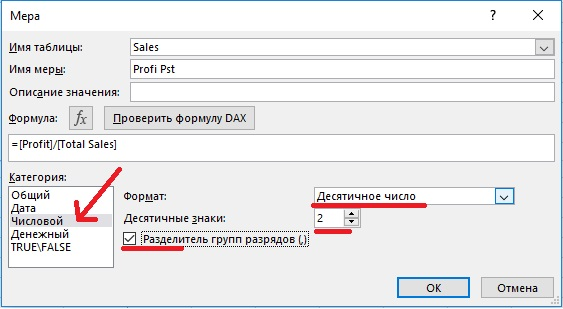 Мера
Имя таблицы: Sales
Имя меры: Profi Pst
Описание значения:
Формула: fx Проверить формулу DAX
=[Profit]/[Total Sales]
Категория:
Общий
Дата
Числовой
Денежный
TRUE\FALSE
Формат: Десятичное число
Десятичные знаки: 2
Разделитель групп разрядов (,)
ОК Отмена